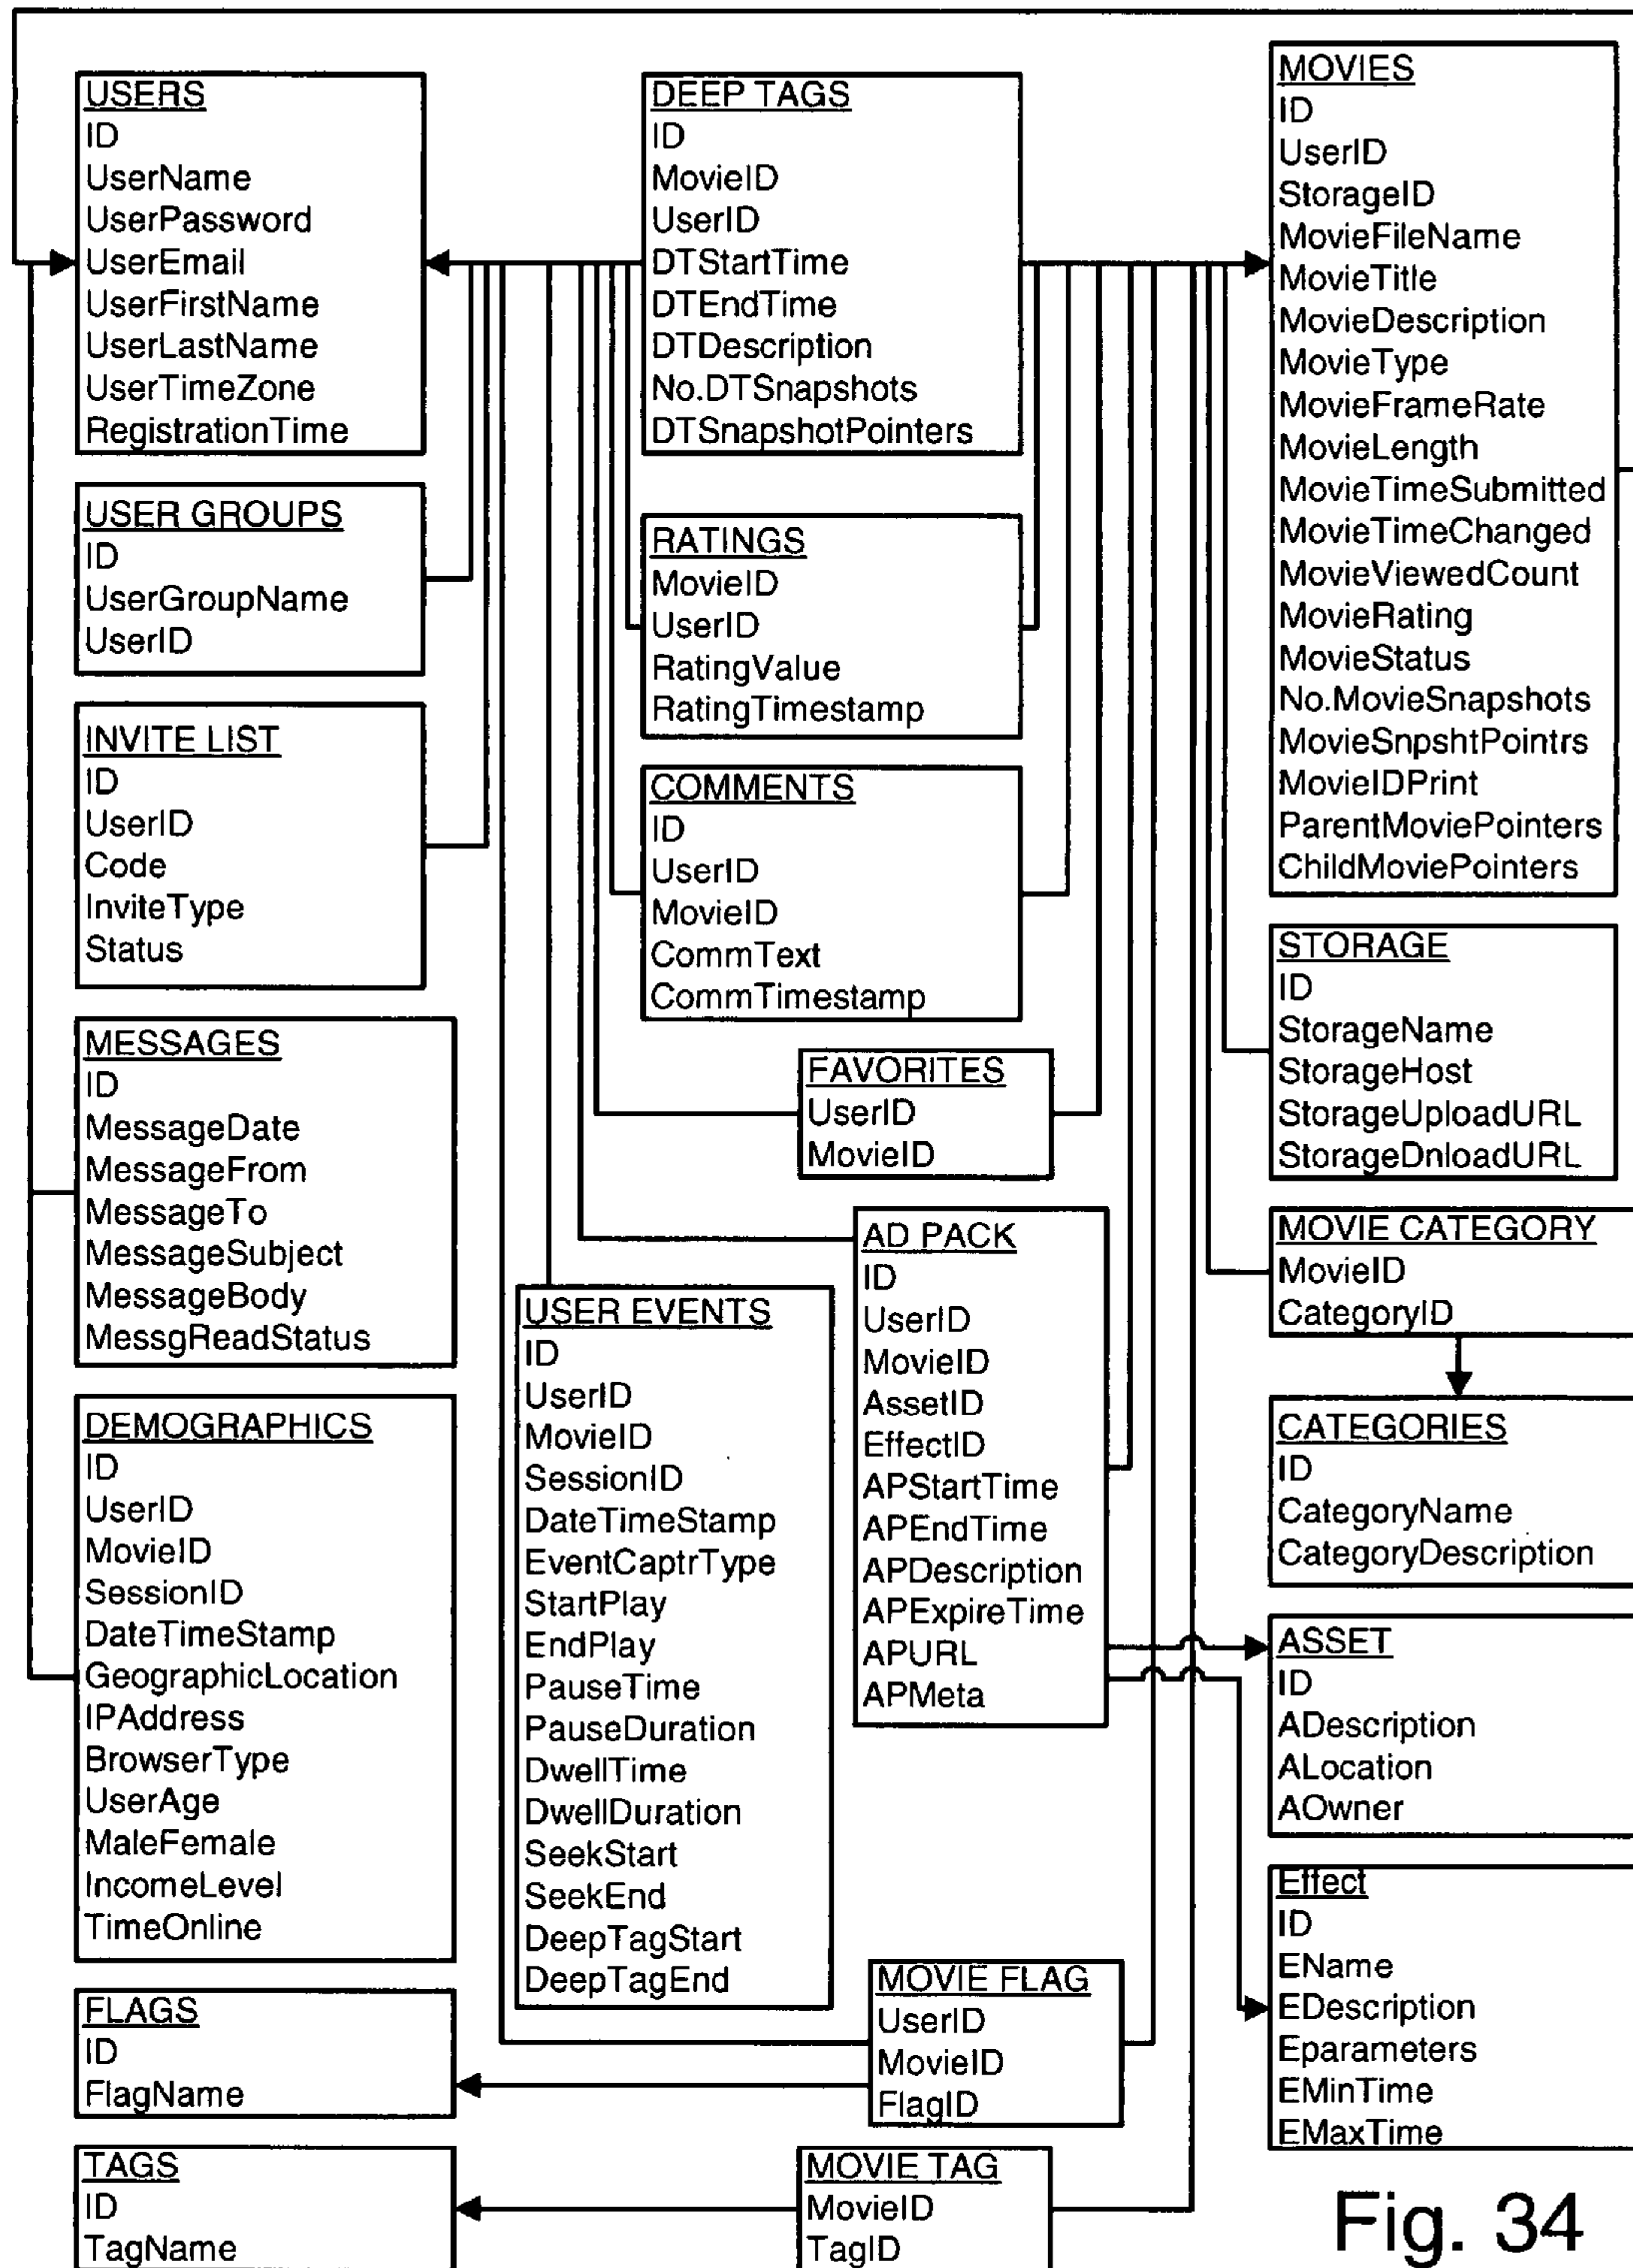 USERS
ID
UserName
UserPassword
UserEmail
UserFirstName
UserLastName
UserTimeZone
RegistrationTime
USER GROUPS
ID
UserGroupName
UserID
INVITE LIST
ID
UserID
Code
InviteType
Status
MESSAGES
ID
MessageDate
MessageFrom
MessageTo
MessageSubject
MessageBody
MessgReadStatus
DEMOGRAPHICS
ID
UserID
MovieID
SessionID
DateTimeStamp
GeographicLocation
IPAddress
BrowserType
UserAge
MaleFemale
IncomeLevel
TimeOnline
FLAGS
ID
FlagName
TAGS
ID
TagName
DEEP TAGS
ID
MovieID
UserID
DTStartTime
DTEndTime
DTDescription
No.DTSnapshots
DTSnapshotPointers
RATINGS
MovieID
UserID
RatingValue
RatingTimestamp
COMMENTS
ID
UserID
MovieID
CommText
CommTimestamp
FAVORITES
UserID
MovieID
AD PACK
ID
UserID
MovieID
AssetID
EffectID
APStartTime
APEndTime
APDescription
APExpireTime
APURL
APMeta
USER EVENTS
ID
UserID
MovieID
SessionID
DateTimeStamp
EventCaptrType
StartPlay
EndPlay
PauseTime
PauseDuration
DwellTime
DwellDuration
SeekStart
SeekEnd
DeepTagStart
DeepTagEnd
MOVIE FLAG
UserID
MovieID
FlagID
MOVIE TAG
MovieID
TagID
MOVIES
ID
UserID
StorageID
MovieFileName
MovieTitle
MovieDescription
MovieType
MovieFrameRate
MovieLength
MovieTimeSubmitted
MovieTimeChanged
MovieViewedCount
MovieRating
MovieStatus
No.MovieSnapshots
MovieSnpshtPointrs
MovieIDPrint
ParentMoviePointers
ChildMoviePointers
STORAGE
ID
StorageName
StorageHost
StorageUploadURL
StorageDnloadURL
MOVIE CATEGORY
MovieID
CategoryID
CATEGORIES
ID
CategoryName
CategoryDescription
ASSET
ID
ADescription
ALocation
AOwner
Effect
ID
EName
EDescription
Eparameters
EMinTime
EMaxTime
Fig. 34